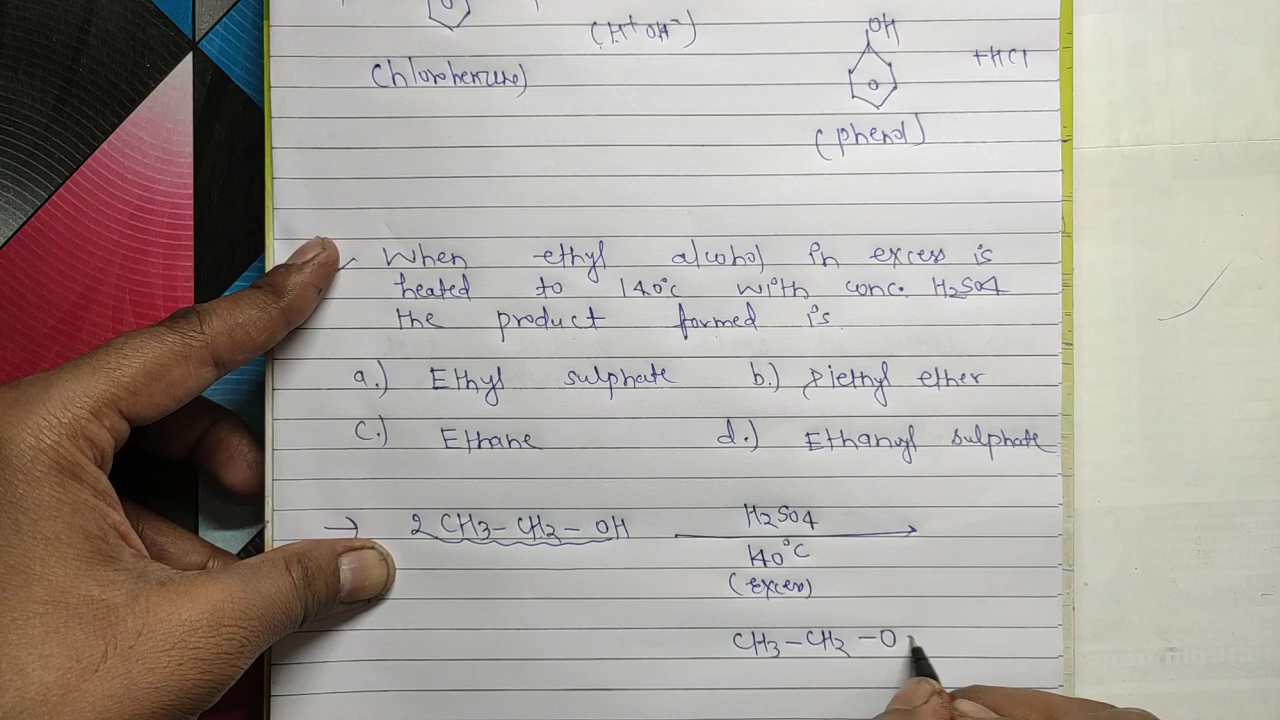 (H⁺ OH⁻)
OH
+HCl
(Chlorobenzene)
(phenol)
When ethyl alcohol in excess is
heated to 140°C with conc. H2SO4
the product formed is
a.) Ethyl sulphate b.) Diethyl ether
c.) Ethane d.) Ethanyl sulphate
→ 2 CH3-CH2-OH
H2SO4
140°C
(Excess)
CH3-CH2-O